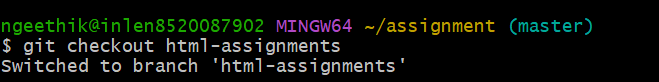 ngeethik@inlen8520087902 MINGW64 ~/assignment (master)
$ git checkout html-assignments
Switched to branch 'html-assignments'